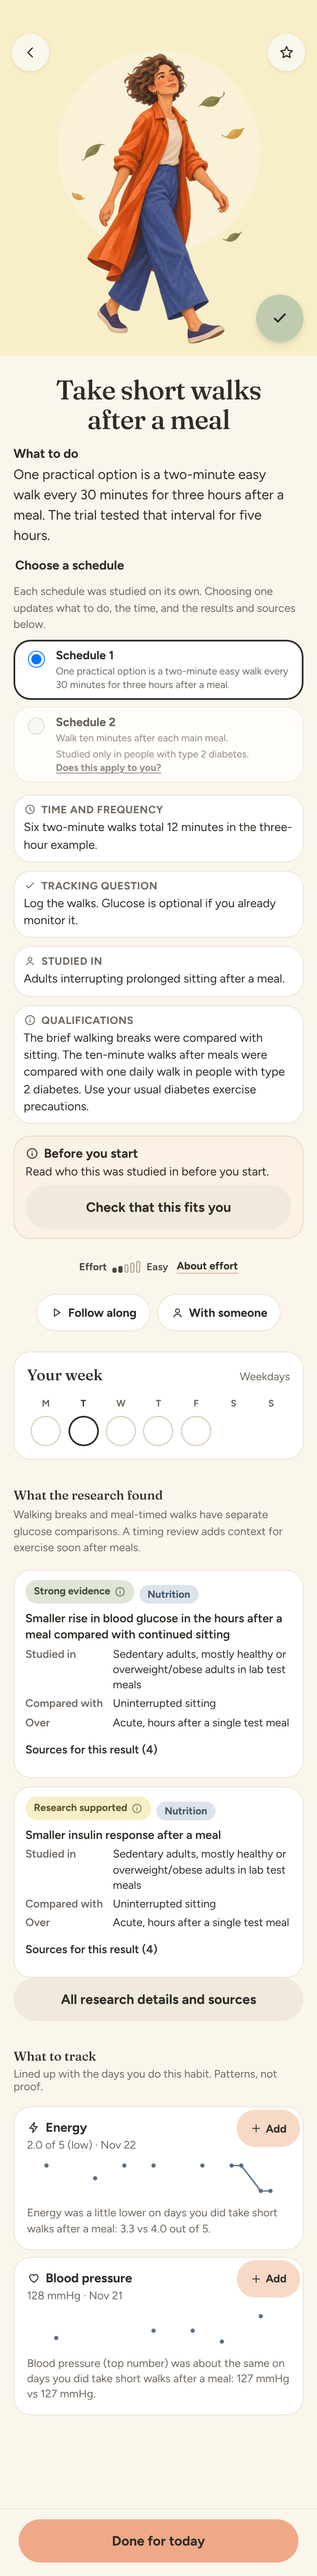 Take short walks
after a meal
What to do
One practical option is a two-minute easy
walk every 30 minutes for three hours after a
meal. The trial tested that interval for five
hours.
Choose a schedule
Each schedule was studied on its own. Choosing one
updates what to do, the time, and the results and sources
below.
Schedule 1
One practical option is a two-minute easy walk every
30 minutes for three hours after a meal.
Schedule 2
Walk ten minutes after each main meal.
Studied only in people with type 2 diabetes.
Does this apply to you?
TIME AND FREQUENCY
Six two-minute walks total 12 minutes in the three-
hour example.
TRACKING QUESTION
Log the walks. Glucose is optional if you already
monitor it.
STUDIED IN
Adults interrupting prolonged sitting after a meal.
QUALIFICATIONS
The brief walking breaks were compared with
sitting. The ten-minute walks after meals were
compared with one daily walk in people with type
2 diabetes. Use your usual diabetes exercise
precautions.
Before you start
Read who this was studied in before you start.
Check that this fits you
Effort Easy About effort
Follow along With someone
Your week Weekdays
M T W T F S S
What the research found
Walking breaks and meal-timed walks have separate
glucose comparisons. A timing review adds context for
exercise soon after meals.
Strong evidence Nutrition
Smaller rise in blood glucose in the hours after a
meal compared with continued sitting
Studied in Sedentary adults, mostly healthy or
overweight/obese adults in lab test
meals
Compared with Uninterrupted sitting
Over Acute, hours after a single test meal
Sources for this result (4)
Research supported Nutrition
Smaller insulin response after a meal
Studied in Sedentary adults, mostly healthy or
overweight/obese adults in lab test
meals
Compared with Uninterrupted sitting
Over Acute, hours after a single test meal
Sources for this result (4)
All research details and sources
What to track
Lined up with the days you do this habit. Patterns, not
proof.
Energy + Add
2.0 of 5 (low) · Nov 22
Energy was a little lower on days you did take short
walks after a meal: 3.3 vs 4.0 out of 5.
Blood pressure + Add
128 mmHg · Nov 21
Blood pressure (top number) was about the same on
days you did take short walks after a meal: 127 mmHg
vs 127 mmHg.
Done for today